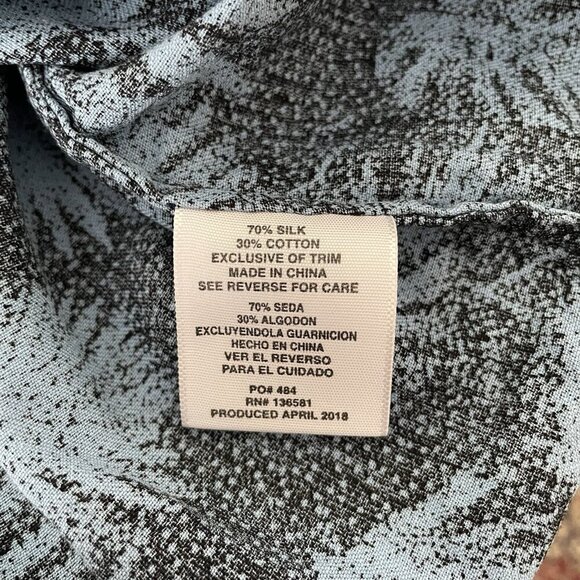 70% SILK
30% COTTON
EXCLUSIVE OF TRIM
MADE IN CHINA
SEE REVERSE FOR CARE
70% SEDA
30% ALGODON
EXCLUYENDOLA GUARNICION
HECHO EN CHINA
VER EL REVERSO
PARA EL CUIDADO
PO# 484
RN# 136581
PRODUCED APRIL 2018